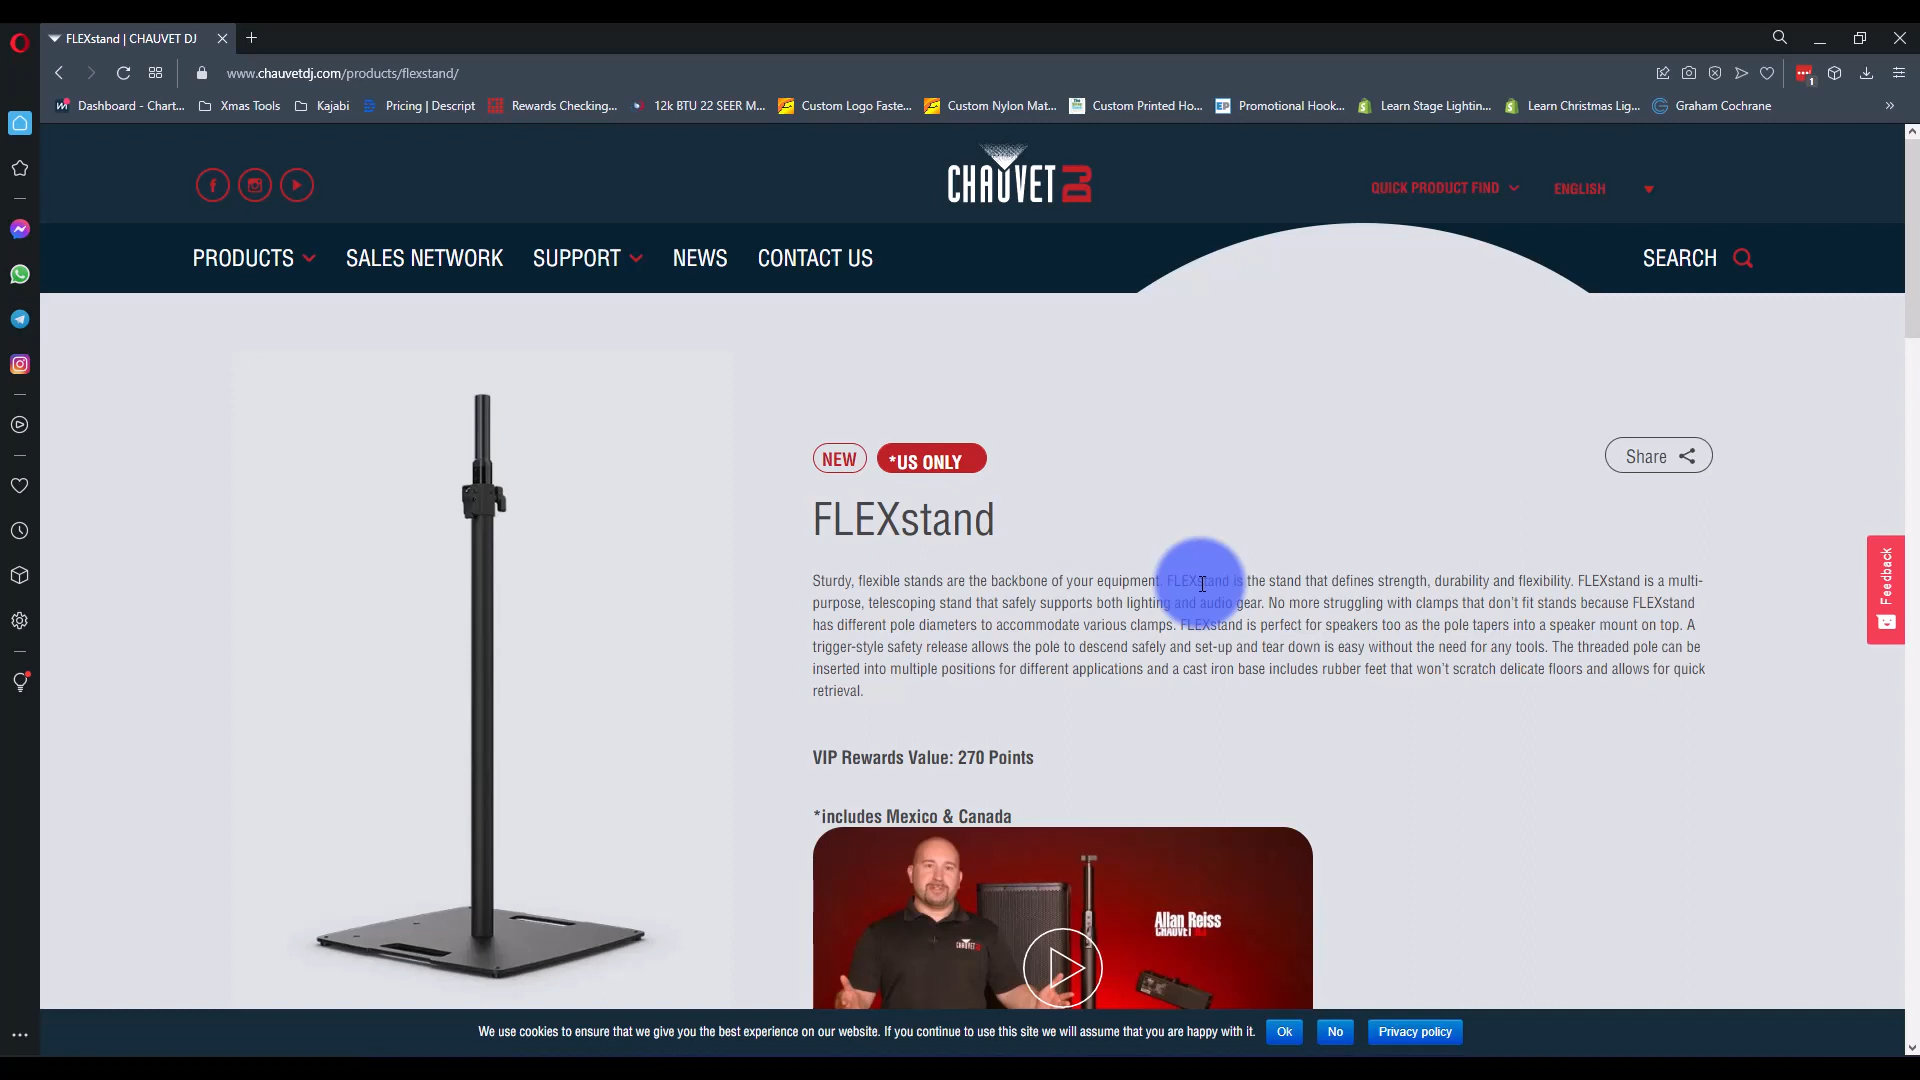 FLEXstand | CHAUVET DJ
www.chauvetdj.com/products/flexstand/
1
Dashboard - Chart...
Xmas Tools
Kajabi
Pricing | Descript
Rewards Checking,...
12k BTU 22 SEER M...
Custom Logo Faste...
Custom Nylon Mat...
Custom Printed Ho...
EP
Promotional Hook...
Learn Stage Lightin...
Learn Christmas Lig...
Graham Cochrane
CHAUVET DJ
QUICK PRODUCT FIND
ENGLISH
PRODUCTS
SALES NETWORK
SUPPORT
NEWS
CONTACT US
SEARCH
NEW
*US ONLY
Share
FLEXstand
Sturdy, flexible stands are the backbone of your equipment. FLEXstand is the stand that defines strength, durability and flexibility. FLEXstand is a multi-
purpose, telescoping stand that safely supports both lighting and audio gear. No more struggling with clamps that don't fit stands because FLEXstand
has different pole diameters to accommodate various clamps. FLEXstand is perfect for speakers too as the pole tapers into a speaker mount on top. A
trigger-style safety release allows the pole to descend safely and set-up and tear down is easy without the need for any tools. The threaded pole can be
inserted into multiple positions for different applications and a cast iron base includes rubber feet that won't scratch delicate floors and allows for quick
retrieval.
Feedback
VIP Rewards Value: 270 Points
*includes Mexico & Canada
Allan Reiss
CHAUVET DJ
CHAUVET
We use cookies to ensure that we give you the best experience on our website. If you continue to use this site we will assume that you are happy with it.
Ok
No
Privacy policy